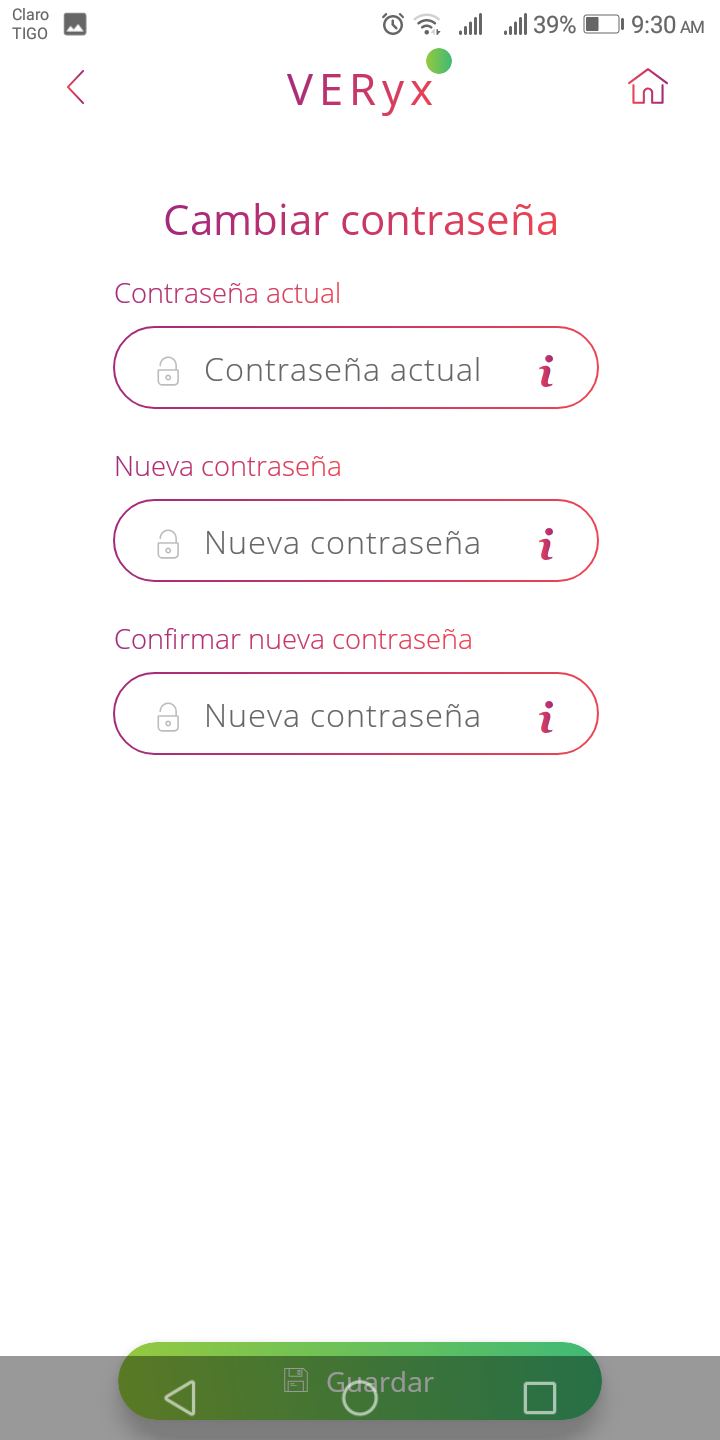 Claro
TIGO
39% 9:30 AM
VERyx
Cambiar contraseña
Contraseña actual
Contraseña actual
Nueva contraseña
Nueva contraseña
Confirmar nueva contraseña
Nueva contraseña
Guardar